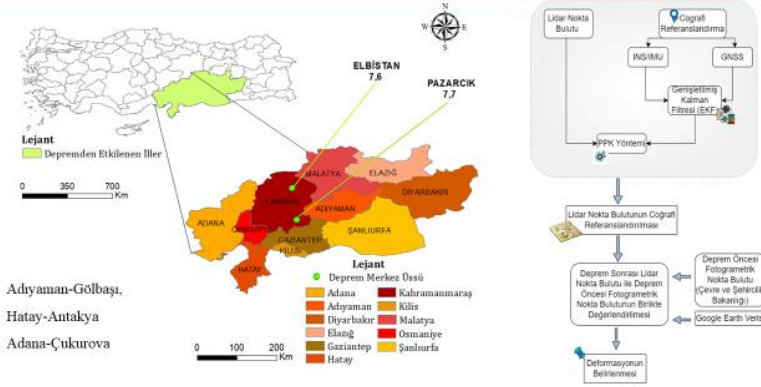 Lejant
Depremden Etkilenen İller
0 350 700
Km
N
W E
S
ELBİSTAN
7,6
PAZARCIK
7,7
MALATYA
ELAZIĞ
DİYARBAKIR
ADIYAMAN
ADANA
ŞANLIURFA
GAZİANTEP
KİLİS
HATAY
Adıyaman-Gölbaşı,
Hatay-Antakya
Adana-Çukurova
Lejant
Deprem Merkez Üssü
Adana
Adıyaman
Diyarbakır
Elazığ
Gaziantep
Hatay
Kahramanmaraş
Kilis
Malatya
Osmaniye
Şanlıurfa
0 100 200
Km
Lidar Nokta
Bulutu
Coğrafi
Referanslandırma
INS/IMU
GNSS
Genişletilmiş
Kalman
Filtresi (EKF)
PPK Yöntemi
Lidar Nokta Bulutunun Coğrafi
Referanslandırılması
Deprem Sonrası Lidar
Nokta Bulutu ile Deprem
Öncesi Fotogrametrik
Nokta Bulutunun Birlikte
Değerlendirilmesi
Deprem Öncesi
Fotogrametrik
Nokta Bulutu
(Çevre ve Şehircilik
Bakanlığı)
Google Earth Veris
Deformasyonun
Belirlenmesi